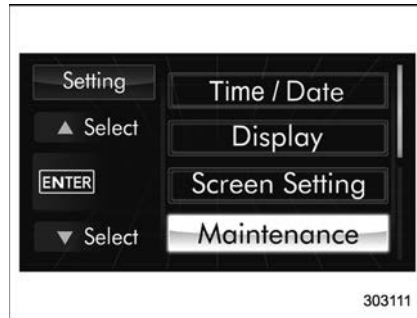 Setting
▲ Select
ENTER
▼ Select
Time / Date
Display
Screen Setting
Maintenance
303111